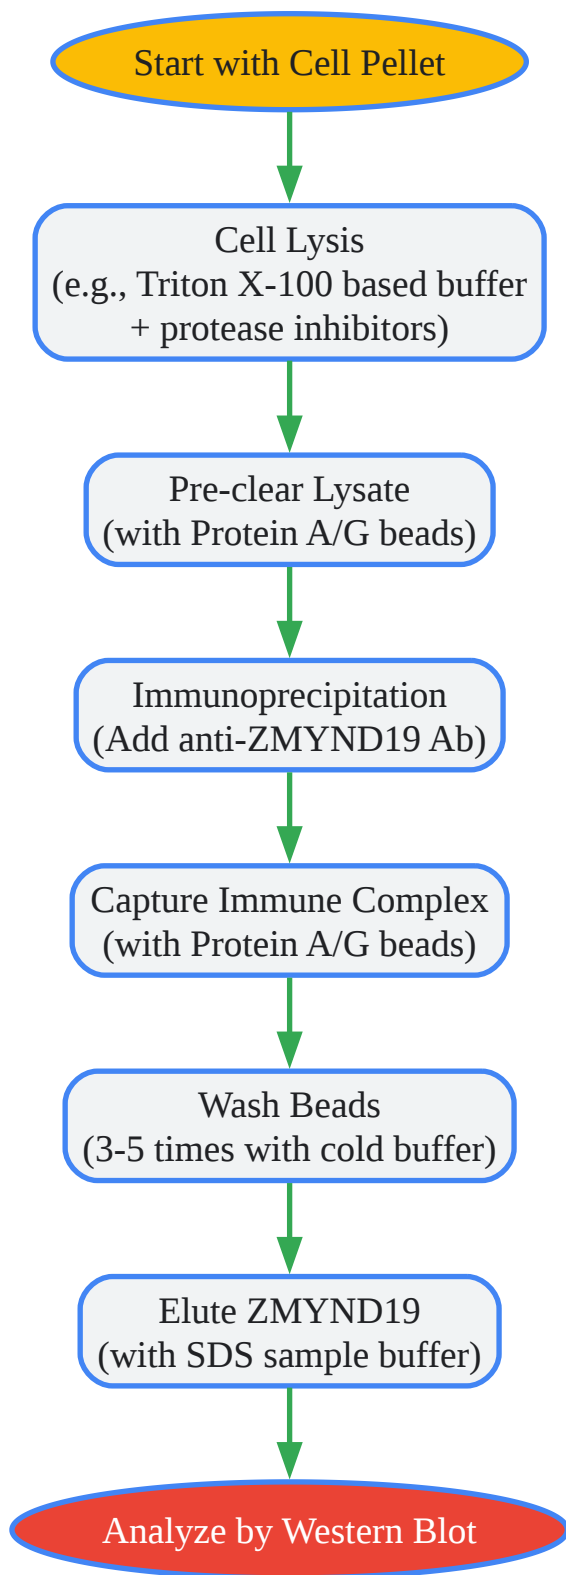 Start with Cell Pellet
Cell Lysis
(e.g., Triton X-100 based buffer
+ protease inhibitors)
Pre-clear Lysate
(with Protein A/G beads)
Immunoprecipitation
(Add anti-ZMYND19 Ab)
Capture Immune Complex
(with Protein A/G beads)
Wash Beads
(3-5 times with cold buffer)
Elute ZMYND19
(with SDS sample buffer)
Analyze by Western Blot